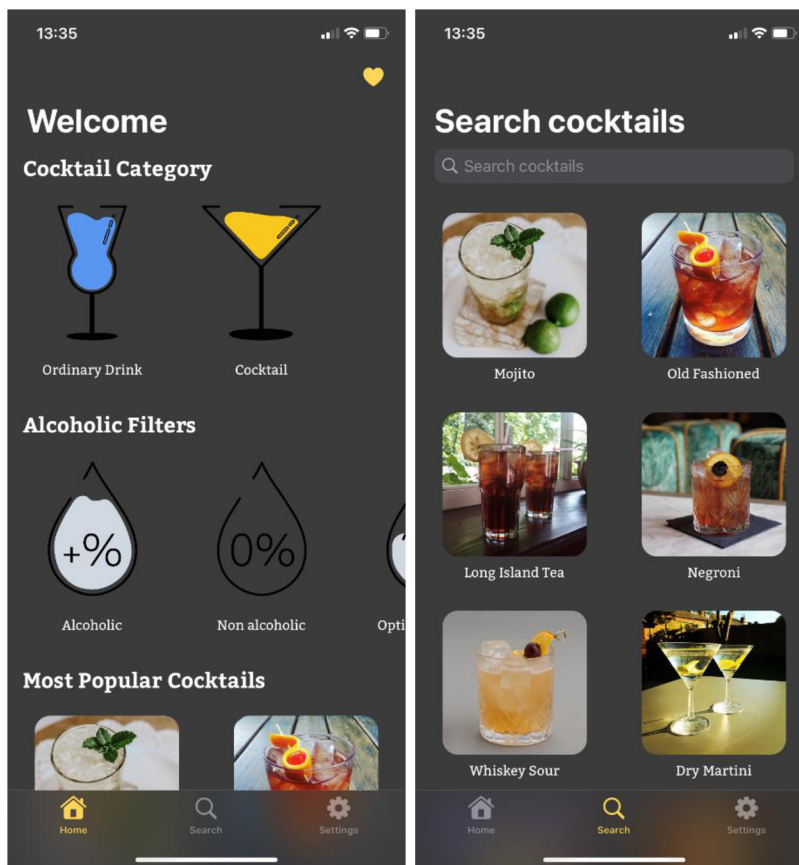 13:35
Welcome
Cocktail Category
Ordinary Drink
Cocktail
Alcoholic Filters
+%
0%
Alcoholic
Non alcoholic
Opti
Most Popular Cocktails
Home
Search
Settings
13:35
Search cocktails
Search cocktails
Mojito
Old Fashioned
Long Island Tea
Negroni
Whiskey Sour
Dry Martini
Home
Search
Settings